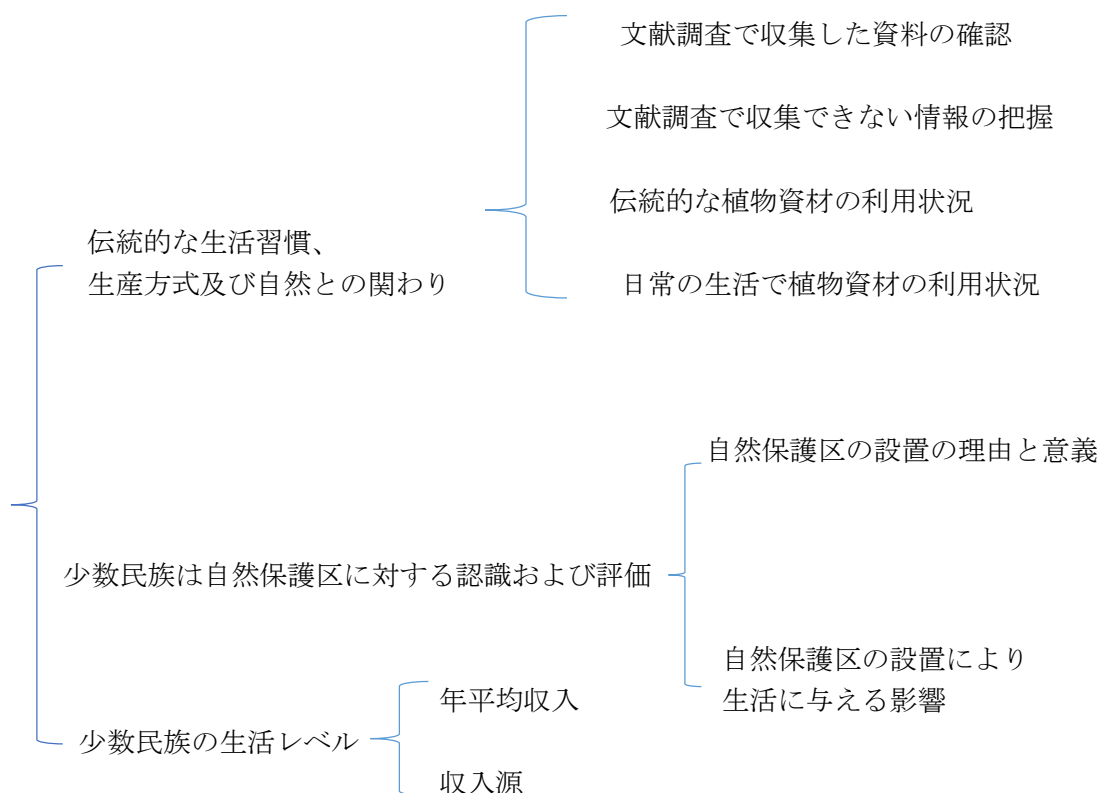 文献調査で収集した資料の確認
文献調査で収集できない情報の把握
伝統的な植物資材の利用状況
伝統的な生活習慣、
生産方式及び自然との関わり
日常の生活で植物資材の利用状況
自然保護区の設置の理由と意義
少数民族は自然保護区に対する認識および評価
自然保護区の設置により
生活に与える影響
年平均収入
少数民族の生活レベル
収入源